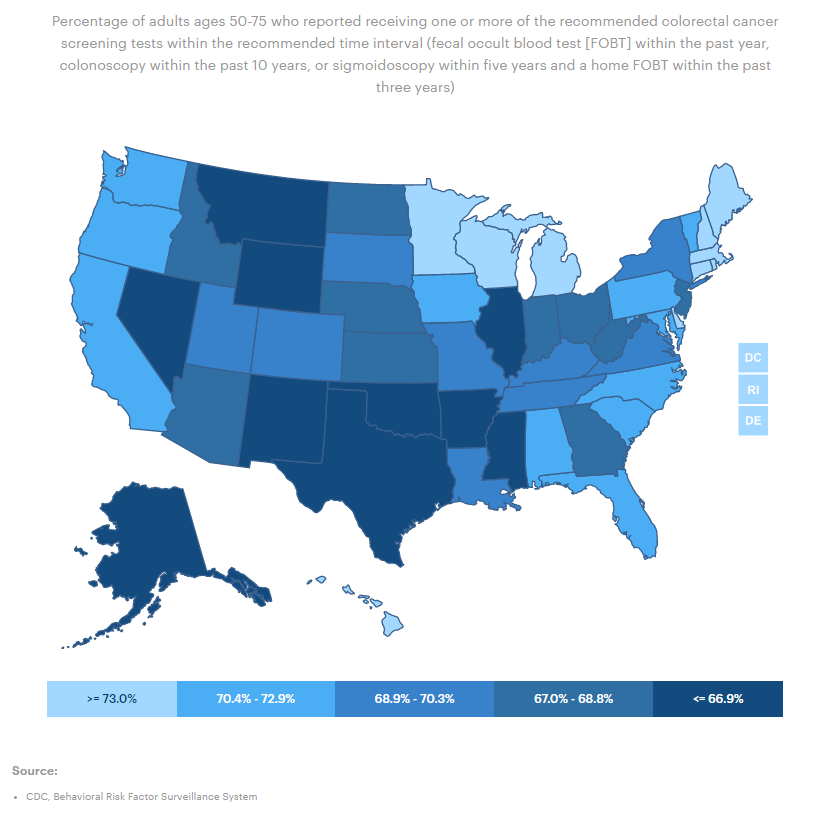 Percentage of adults ages 50-75 who reported receiving one or more of the recommended colorectal cancer
screening tests within the recommended time interval (fecal occult blood test [FOBT] within the past year,
colonoscopy within the past 10 years, or sigmoidoscopy within five years and a home FOBT within the past
three years)
DC
RI
DE
>= 73.0%
70.4% - 72.9%
68.9% - 70.3%
67.0% - 68.8%
<= 66.9%
Source:
• CDC, Behavioral Risk Factor Surveillance System